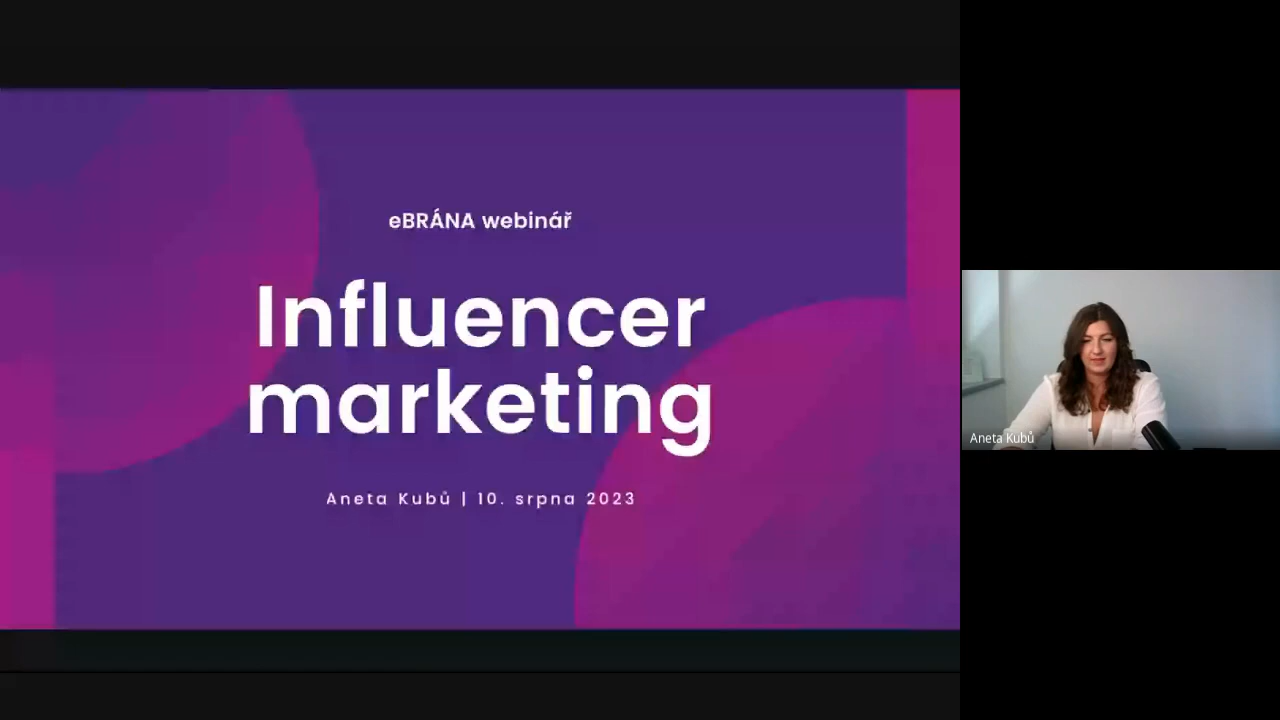 eBRÁNA webinář
Influencer
marketing
Aneta Kubů | 10. srpna 2023
Aneta Kubů